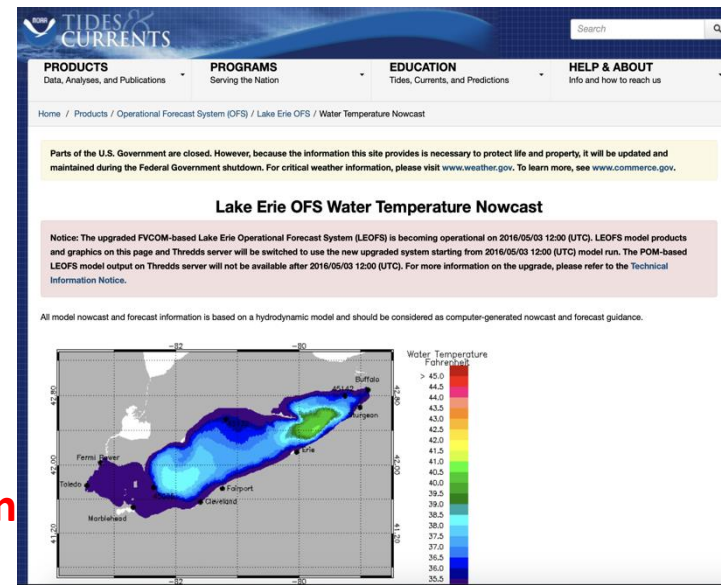 NOAA
TIDES &
CURRENTS
Search
PRODUCTS
Data, Analyses, and Publications
PROGRAMS
Serving the Nation
EDUCATION
Tides, Currents, and Predictions
HELP & ABOUT
Info and how to reach us
Home / Products / Operational Forecast System (OFS) / Lake Erie OFS / Water Temperature Nowcast
Parts of the U.S. Government are closed. However, because the information this site provides is necessary to protect life and property, it will be updated and
maintained during the Federal Government shutdown. For critical weather information, please visit www.weather.gov. To learn more, see www.commerce.gov.
Lake Erie OFS Water Temperature Nowcast
Notice: The upgraded FVCOM-based Lake Erie Operational Forecast System (LEOFS) is becoming operational on 2016/05/03 12:00 (UTC). LEOFS model products
and graphics on this page and Thredds server will be switched to use the new upgraded system starting from 2016/05/03 12:00 (UTC) model run. The POM-based
LEOFS model output on Thredds server will not be available after 2016/05/03 12:00 (UTC). For more information on the upgrade, please refer to the Technical
Information Notice.
All model nowcast and forecast information is based on a hydrodynamic model and should be considered as computer-generated nowcast and forecast guidance.
-82
-80
Water Temperature
Fahrenheit
> 45.0
44.5
44.0
43.5
43.0
42.5
42.0
41.5
41.0
40.5
40.0
39.5
39.0
38.5
38.0
37.5
37.0
36.5
36.0
35.5
42.80
42.80
42.00
42.00
41.20
41.20
Buffalo
45142
Sturgeon
Erie
Fermi Power
Toledo
Fairport
Cleveland
Marblehead
-82
-80
n